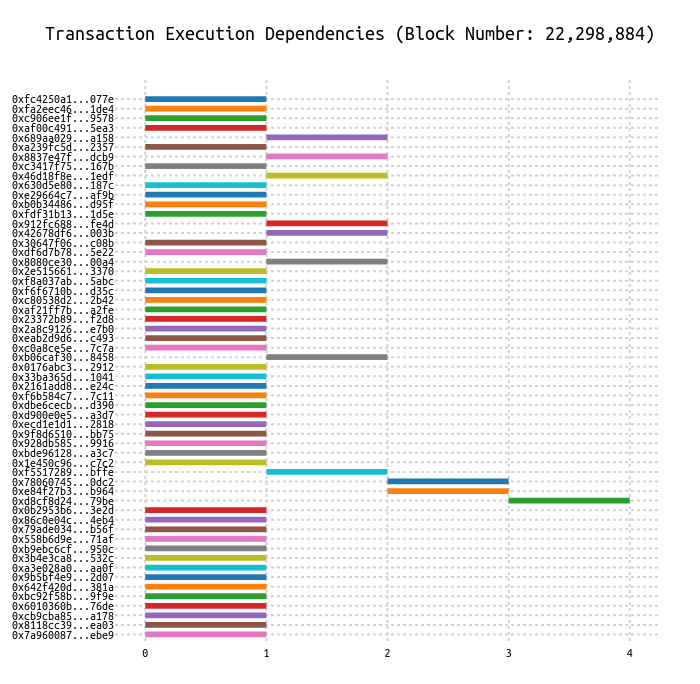 Transaction Execution Dependencies (Block Number: 22,298,884)
0xfc4250a1...077e
0xfa2eec46...1de4
0xc906ee1f...9578
0xaf00c491...5ea3
0x689aa029...a158
0xa239fc5d...2357
0x8837e47f...dcb9
0xc3417f75...167b
0x46d18f8e...1edf
0x630d5e80...187c
0xe29664c7...af9b
0xb0b34486...d95f
0xfdf31b13...1d5e
0x912fc688...fe4d
0x42678df6...003b
0x30647f06...c08b
0xdf6d7b78...5e22
0x8080ce30...00a4
0x2e515661...3370
0xf8a037ab...5abc
0xf6f6710b...d35c
0xc80538d2...2b42
0xaf21ff7b...a2fe
0x23372b89...f2d8
0x2a8c9126...e7b0
0xeab2d9d6...c493
0xc0a8ce5e...7c7a
0xb06caf30...8458
0x0176abc3...2912
0x33ba365d...1041
0x2161add8...e24c
0xf6b584c7...7c11
0xdbe6cecb...d390
0xd900e0e5...a3d7
0xecd1e1d1...2818
0x9f8d6510...bb75
0x928db585...9916
0xbde96128...a3c7
0x1e450c96...c7c2
0xf5517289...bffe
0x78060745...0dc2
0xe84f27b3...b964
0xd8cf8d24...79be
0x0b2953b6...3e2d
0x86c0e04c...4eb4
0x79ade034...b56f
0x558b6d9e...71af
0xb9ebc6cf...950c
0x3b4e3ca8...532c
0xa3e028a0...aa0f
0x9b5bf4e9...2d07
0x642f420d...381a
0xbc92f58b...9f9e
0x6010360b...76de
0xcb9cba85...a178
0x8118cc39...ea03
0x7a960087...ebe9
0 1 2 3 4